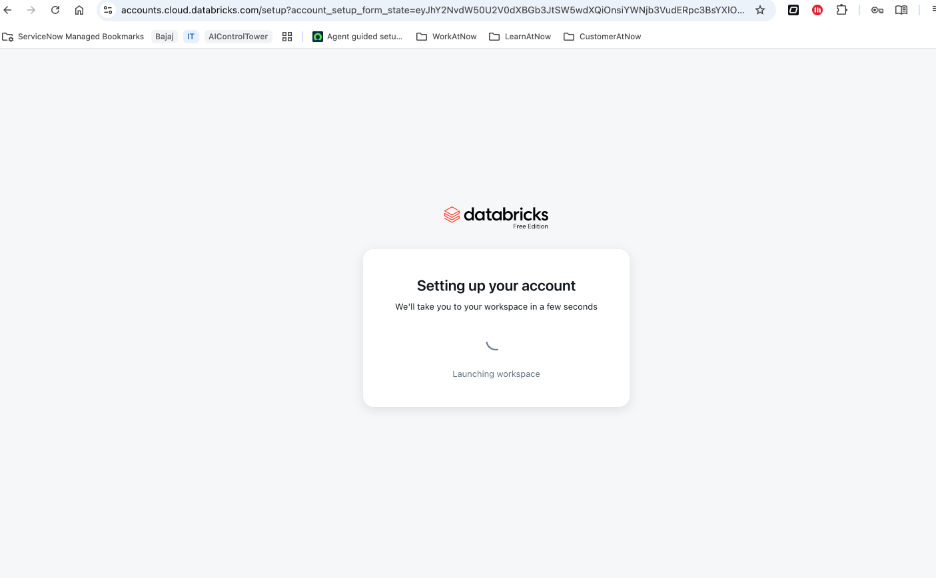 accounts.cloud.databricks.com/setup?account_setup_form_state=eyJhY2NvdW50U2V0dXBGb3JtSW5wdXQiOnsiYWNjb3VudERpc3BsYXlO...
ServiceNow Managed Bookmarks Bajaj IT AIControlTower Agent guided setu... WorkAtNow LearnAtNow CustomerAtNow
databricks
Free Edition
Setting up your account
We'll take you to your workspace in a few seconds
Launching workspace